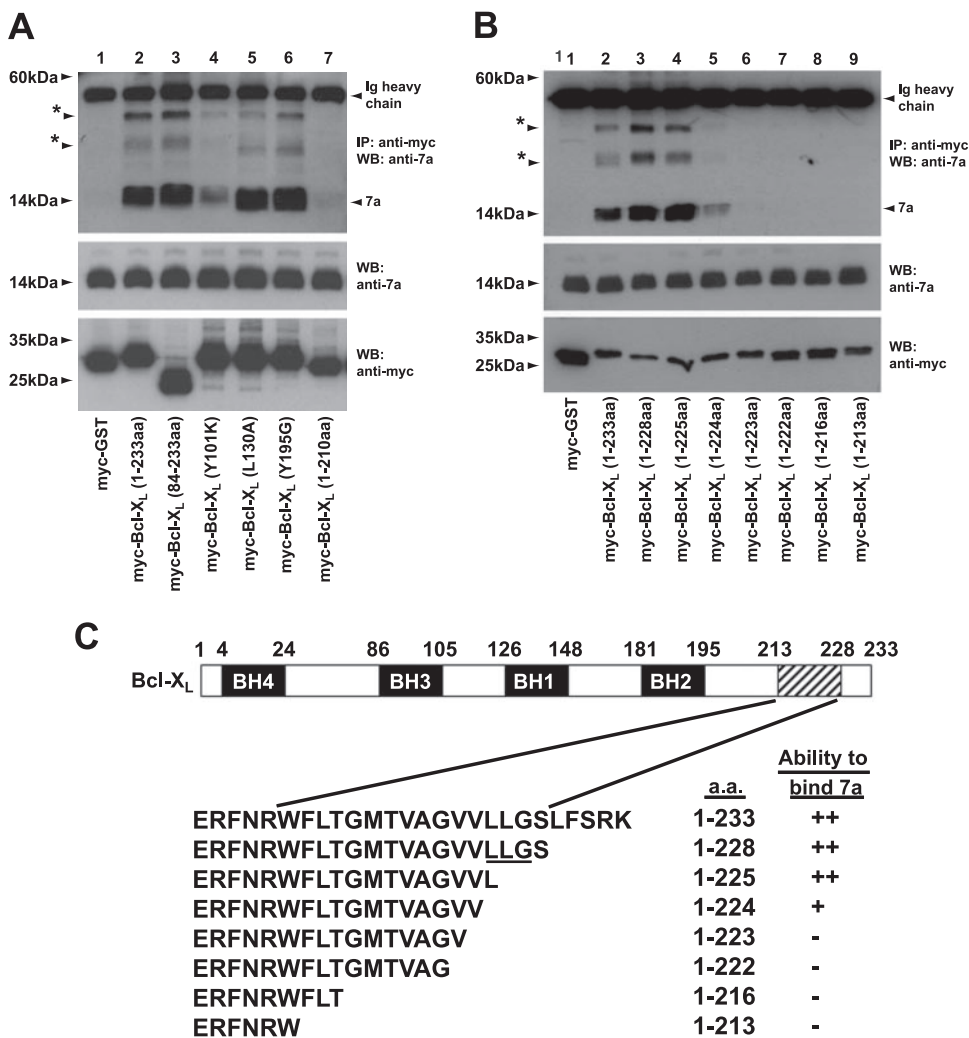 A
1 2 3 4 5 6 7
60kDa
Ig heavy chain
*
*
IP: anti-myc
WB: anti-7a
14kDa
7a
14kDa
WB: anti-7a
35kDa
25kDa
WB: anti-myc
myc-GST
myc-Bcl-XL (1-233aa)
myc-Bcl-XL (84-233aa)
myc-Bcl-XL (Y101K)
myc-Bcl-XL (L130A)
myc-Bcl-XL (Y195G)
myc-Bcl-XL (1-210aa)
B
1 1 2 3 4 5 6 7 8 9
60kDa
Ig heavy chain
*
*
IP: anti-myc
WB: anti-7a
14kDa
7a
14kDa
WB: anti-7a
35kDa
25kDa
WB: anti-myc
myc-GST
myc-Bcl-XL (1-233aa)
myc-Bcl-XL (1-228aa)
myc-Bcl-XL (1-225aa)
myc-Bcl-XL (1-224aa)
myc-Bcl-XL (1-223aa)
myc-Bcl-XL (1-222aa)
myc-Bcl-XL (1-216aa)
myc-Bcl-XL (1-213aa)
C
1 4 24 86 105 126 148 181 195 213 228 233
Bcl-XL BH4 BH3 BH1 BH2
Ability to
a.a. bind 7a
ERFNRWFLTGMTVAGVVLLGSLFSRK 1-233 ++
ERFNRWFLTGMTVAGVVLLGS 1-228 ++
ERFNRWFLTGMTVAGVVL 1-225 ++
ERFNRWFLTGMTVAGVV 1-224 +
ERFNRWFLTGMTVAGV 1-223 -
ERFNRWFLTGMTVAG 1-222 -
ERFNRWFLT 1-216 -
ERFNRW 1-213 -